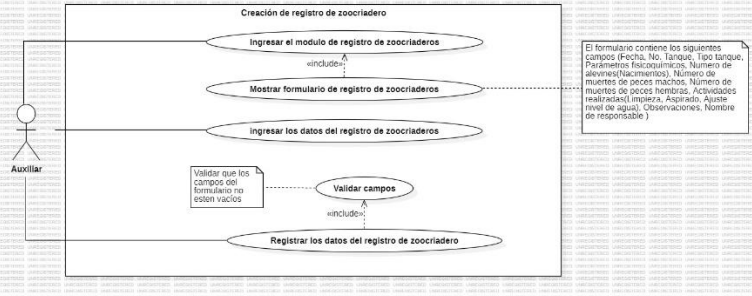 Creación de registro de zoocriadero
Ingresar el modulo de registro de zoocriaderos
«include»
Mostrar formulario de registro de zoocriaderos
El formulario contiene los siguientes
campos (Fecha, No. Tanque, Tipo tanque,
Parámetros fisicoquímicos, Numero de
alevines(Nacimientos), Número de
muertes de peces machos, Número de
muertes de peces hembras, Actividades
realizadas(Limpieza, Aspirado, Ajuste
nivel de agua), Observaciones, Nombre
de responsable )
ingresar los datos del registro de zoocriaderos
Auxiliar
Validar que los
campos del
formulario no
esten vacíos
Validar campos
«include»
Registrar los datos del registro de zoocriadero